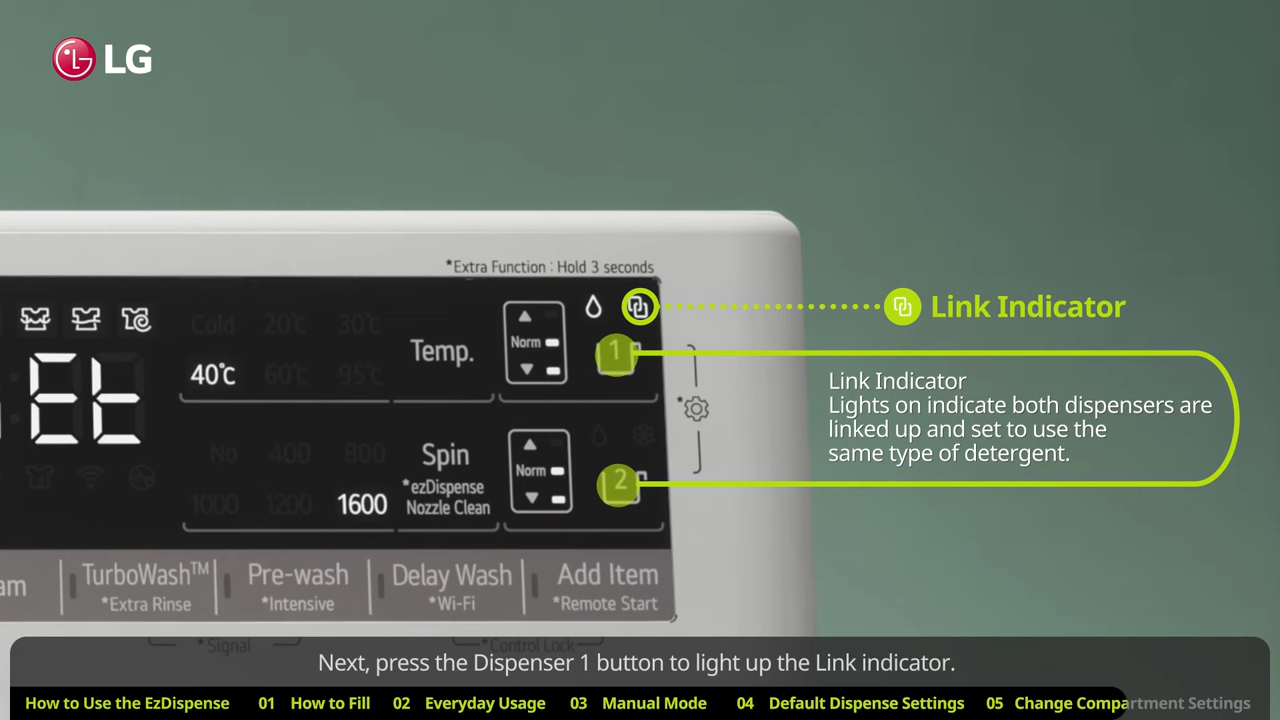 LG
*Extra Function : Hold 3 seconds
Link Indicator
Cold 20℃ 30℃
Temp.
Norm
1
40℃ 60℃ 95℃
Link Indicator
Lights on indicate both dispensers are
linked up and set to use the
same type of detergent.
No 400 800
Spin
Norm
2
*ezDispense
Nozzle Clean
1000 1200 1600
TurboWash™ Pre-wash Delay Wash Add Item
*Extra Rinse *Intensive *Wi-Fi *Remote Start
*Signal *Control Lock
Next, press the Dispenser 1 button to light up the Link indicator.
How to Use the EzDispense 01 How to Fill 02 Everyday Usage 03 Manual Mode 04 Default Dispense Settings 05 Change Compartment Settings